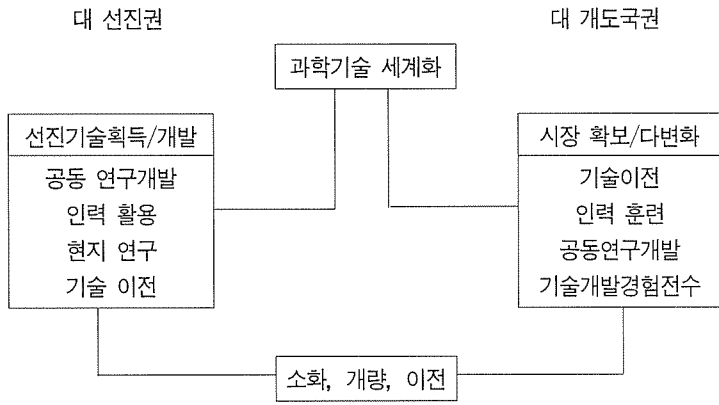 대 선진권
대 개도국권
과학기술 세계화
선진기술획득/개발
공동 연구개발
인력 활용
현지 연구
기술 이전
시장 확보/다변화
기술이전
인력 훈련
공동연구개발
기술개발경험전수
소화, 개량, 이전